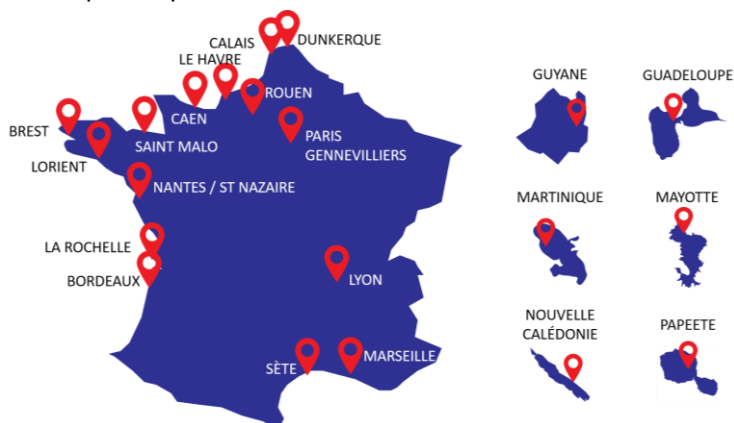 CALAIS
DUNKERQUE
LE HAVRE
ROUEN
CAEN
BREST
SAINT MALO
PARIS
GENNEVILLIERS
LORIENT
NANTES / ST NAZAIRE
LA ROCHELLE
BORDEAUX
LYON
SÈTE
MARSEILLE
GUYANE
GUADELOUPE
MARTINIQUE
MAYOTTE
NOUVELLE
CALÉDONIE
PAPEETE